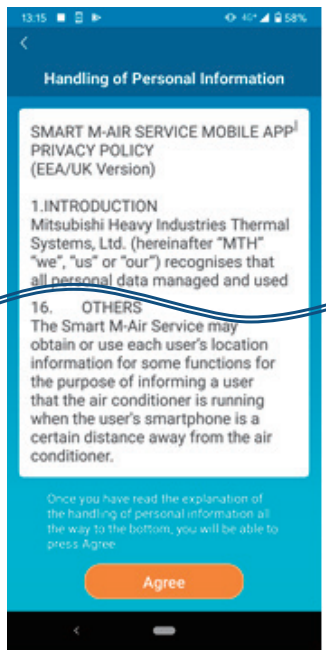 13:15
4G+ 58%
Handling of Personal Information
SMART M-AIR SERVICE MOBILE APP
PRIVACY POLICY
(EEA/UK Version)
1.INTRODUCTION
Mitsubishi Heavy Industries Thermal
Systems, Ltd. (hereinafter “MTH”
“we”, “us” or “our”) recognises that
all personal data managed and used
16. OTHERS
The Smart M-Air Service may
obtain or use each user's location
information for some functions for
the purpose of informing a user
that the air conditioner is running
when the user's smartphone is a
certain distance away from the air
conditioner.
Once you have read the explanation of
the handling of personal information all
the way to the bottom, you will be able to
press Agree
Agree